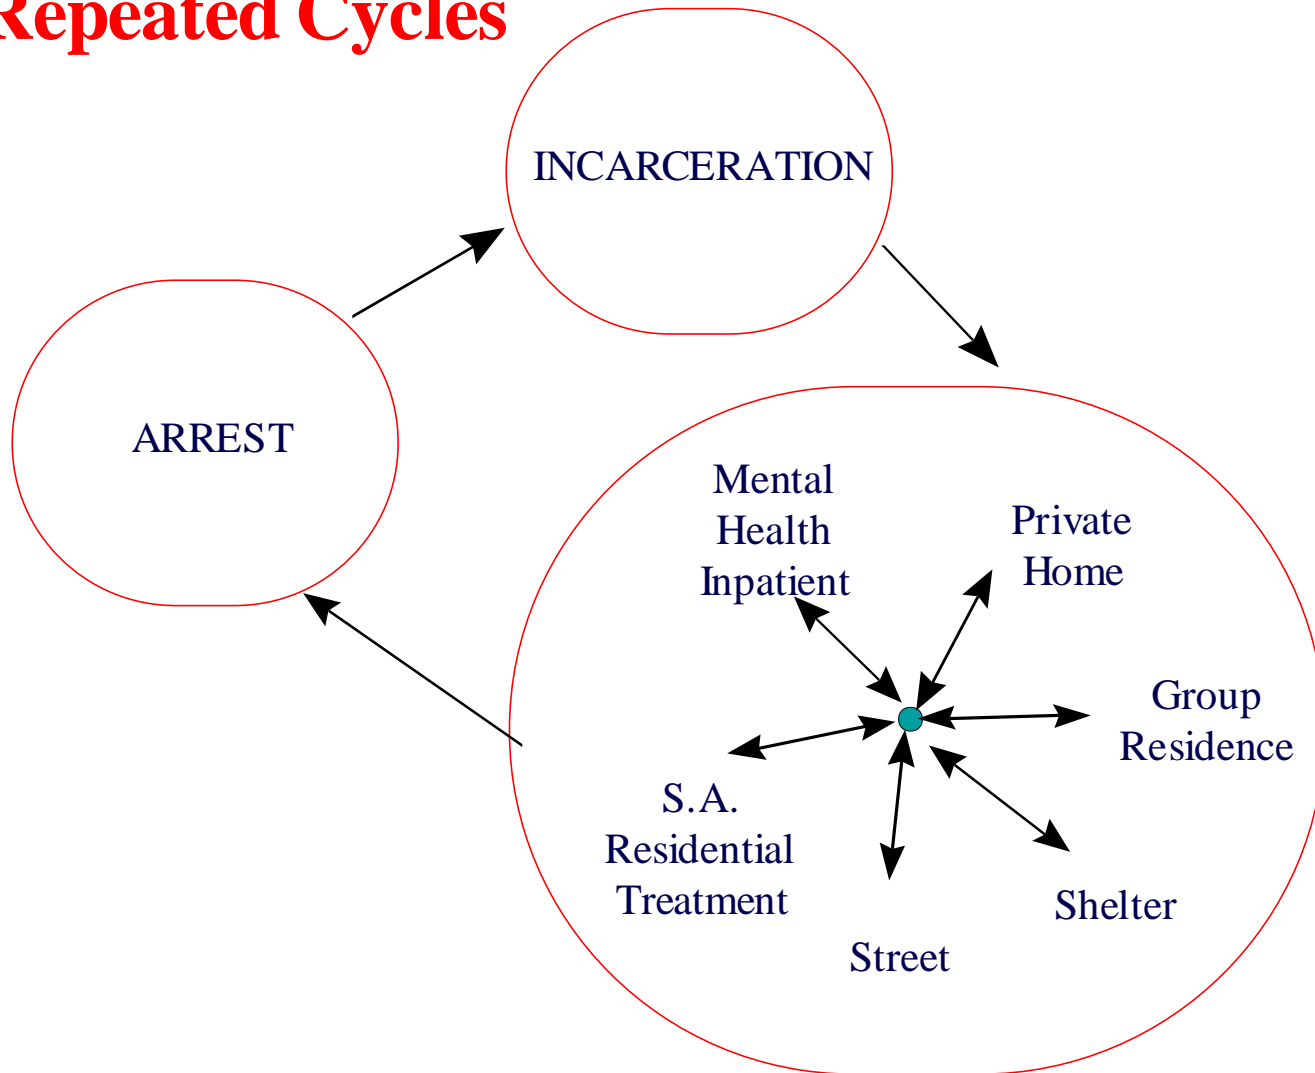 Repeated Cycles
INCARCERATION
ARREST
Mental
Health
Inpatient
Private
Home
Group
Residence
S.A.
Residential
Treatment
Shelter
Street